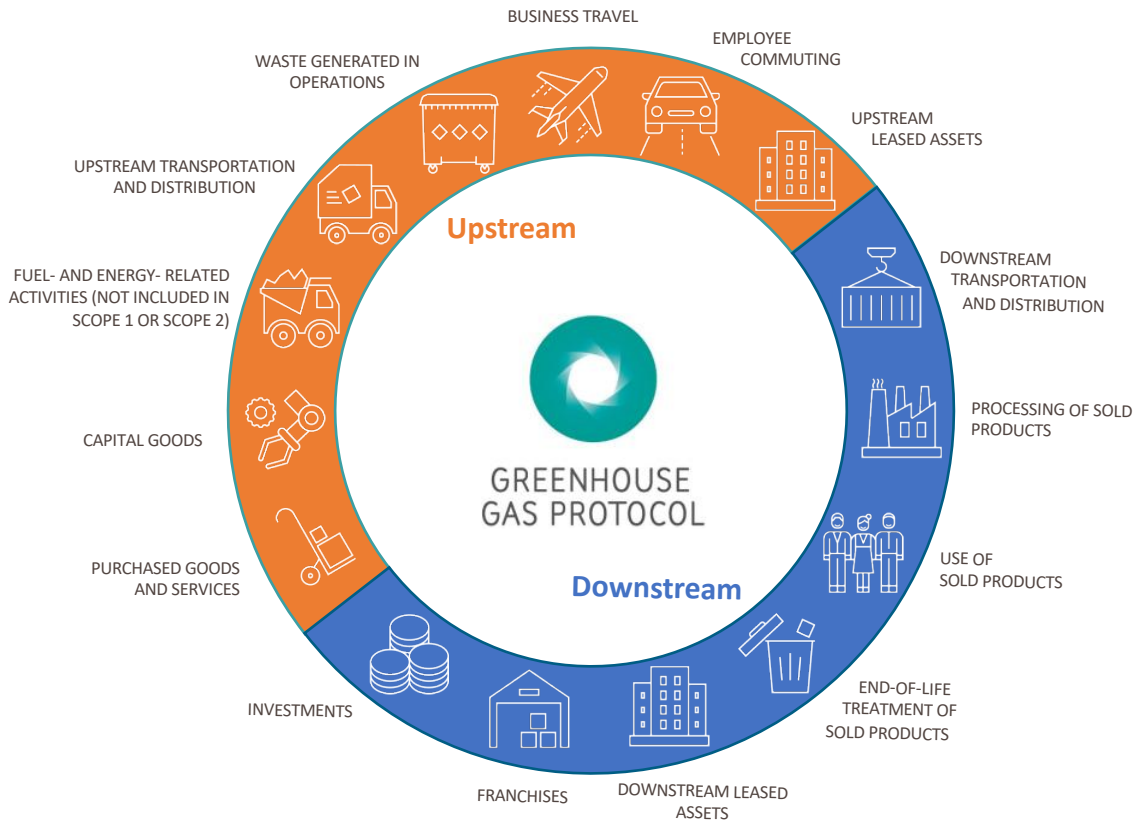 BUSINESS TRAVEL
EMPLOYEE
COMMUTING
WASTE GENERATED IN
OPERATIONS
UPSTREAM
LEASED ASSETS
UPSTREAM TRANSPORTATION
AND DISTRIBUTION
Upstream
DOWNSTREAM
TRANSPORTATION
AND DISTRIBUTION
FUEL- AND ENERGY- RELATED
ACTIVITIES (NOT INCLUDED IN
SCOPE 1 OR SCOPE 2)
PROCESSING OF SOLD
PRODUCTS
CAPITAL GOODS
GREENHOUSE
GAS PROTOCOL
PURCHASED GOODS
AND SERVICES
Downstream
USE OF
SOLD PRODUCTS
END-OF-LIFE
TREATMENT OF
SOLD PRODUCTS
INVESTMENTS
FRANCHISES
DOWNSTREAM LEASED
ASSETS